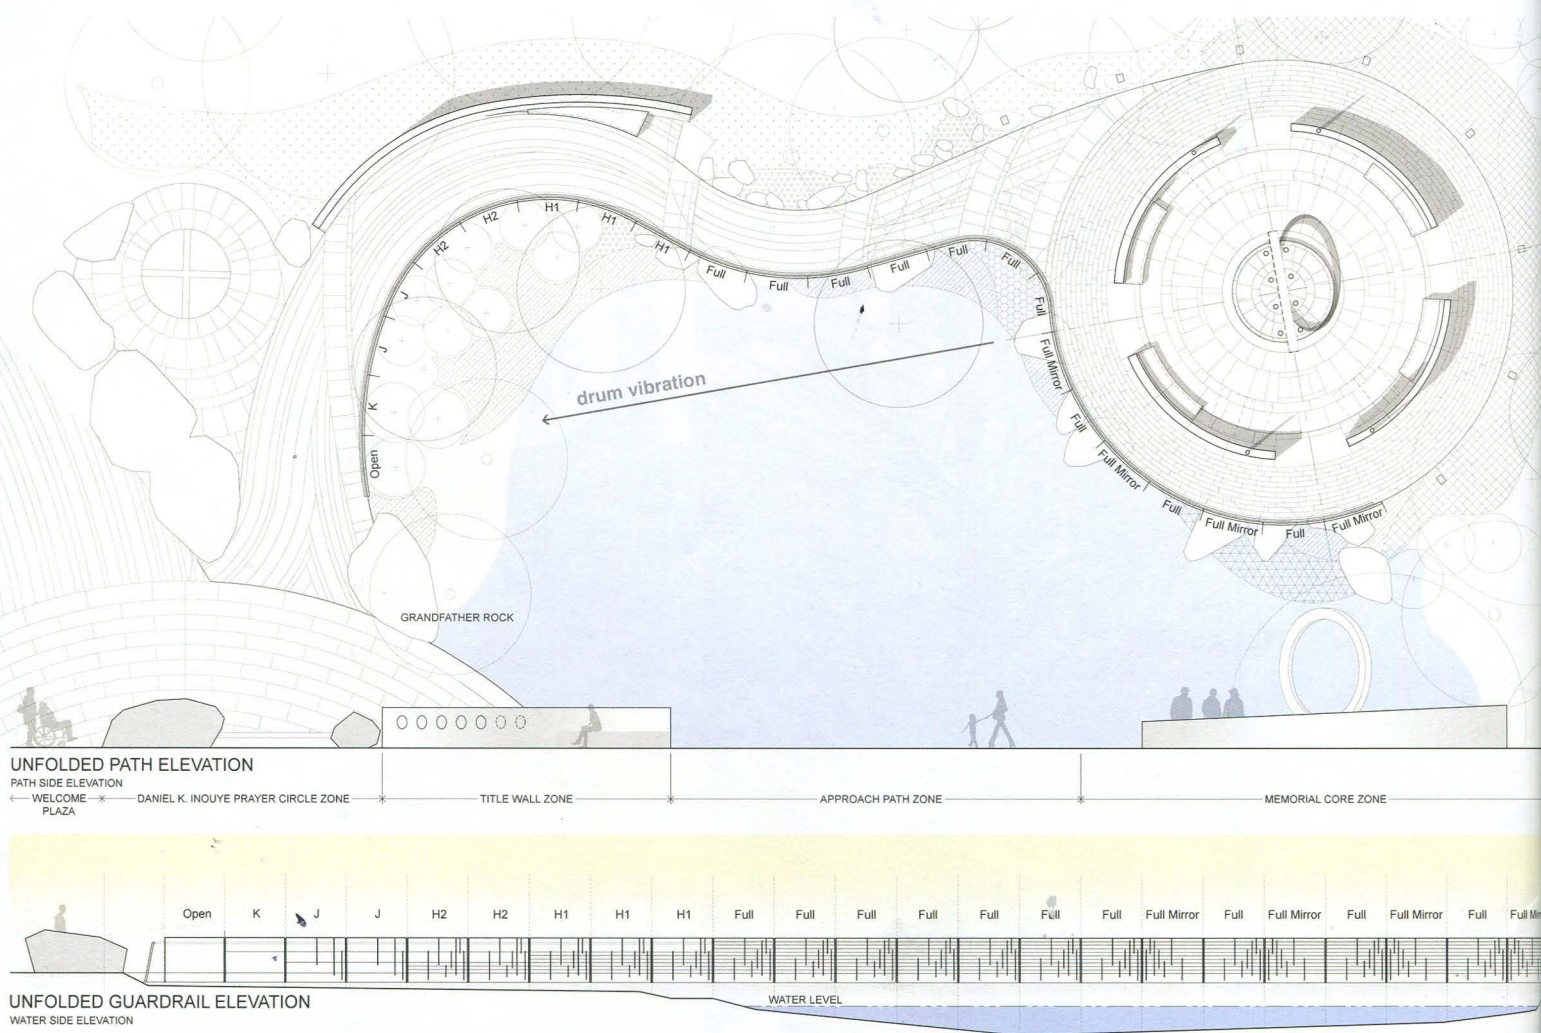 H2
H2
H1
H1
H1
J
J
K
Open
Full
Full
Full
Full
Full
Full
Full
Full Mirror
Full
Full Mirror
Full
Full Mirror
Full
Full Mirror
drum vibration
GRANDFATHER ROCK
UNFOLDED PATH ELEVATION
PATH SIDE ELEVATION
WELCOME PLAZA
DANIEL K. INOUYE PRAYER CIRCLE ZONE
TITLE WALL ZONE
APPROACH PATH ZONE
MEMORIAL CORE ZONE
Open K J J H2 H2 H1 H1 H1 Full Full Full Full Full Full Full Full Mirror Full Full Mirror Full Full Mirror Full Full
UNFOLDED GUARDRAIL ELEVATION
WATER SIDE ELEVATION
WATER LEVEL